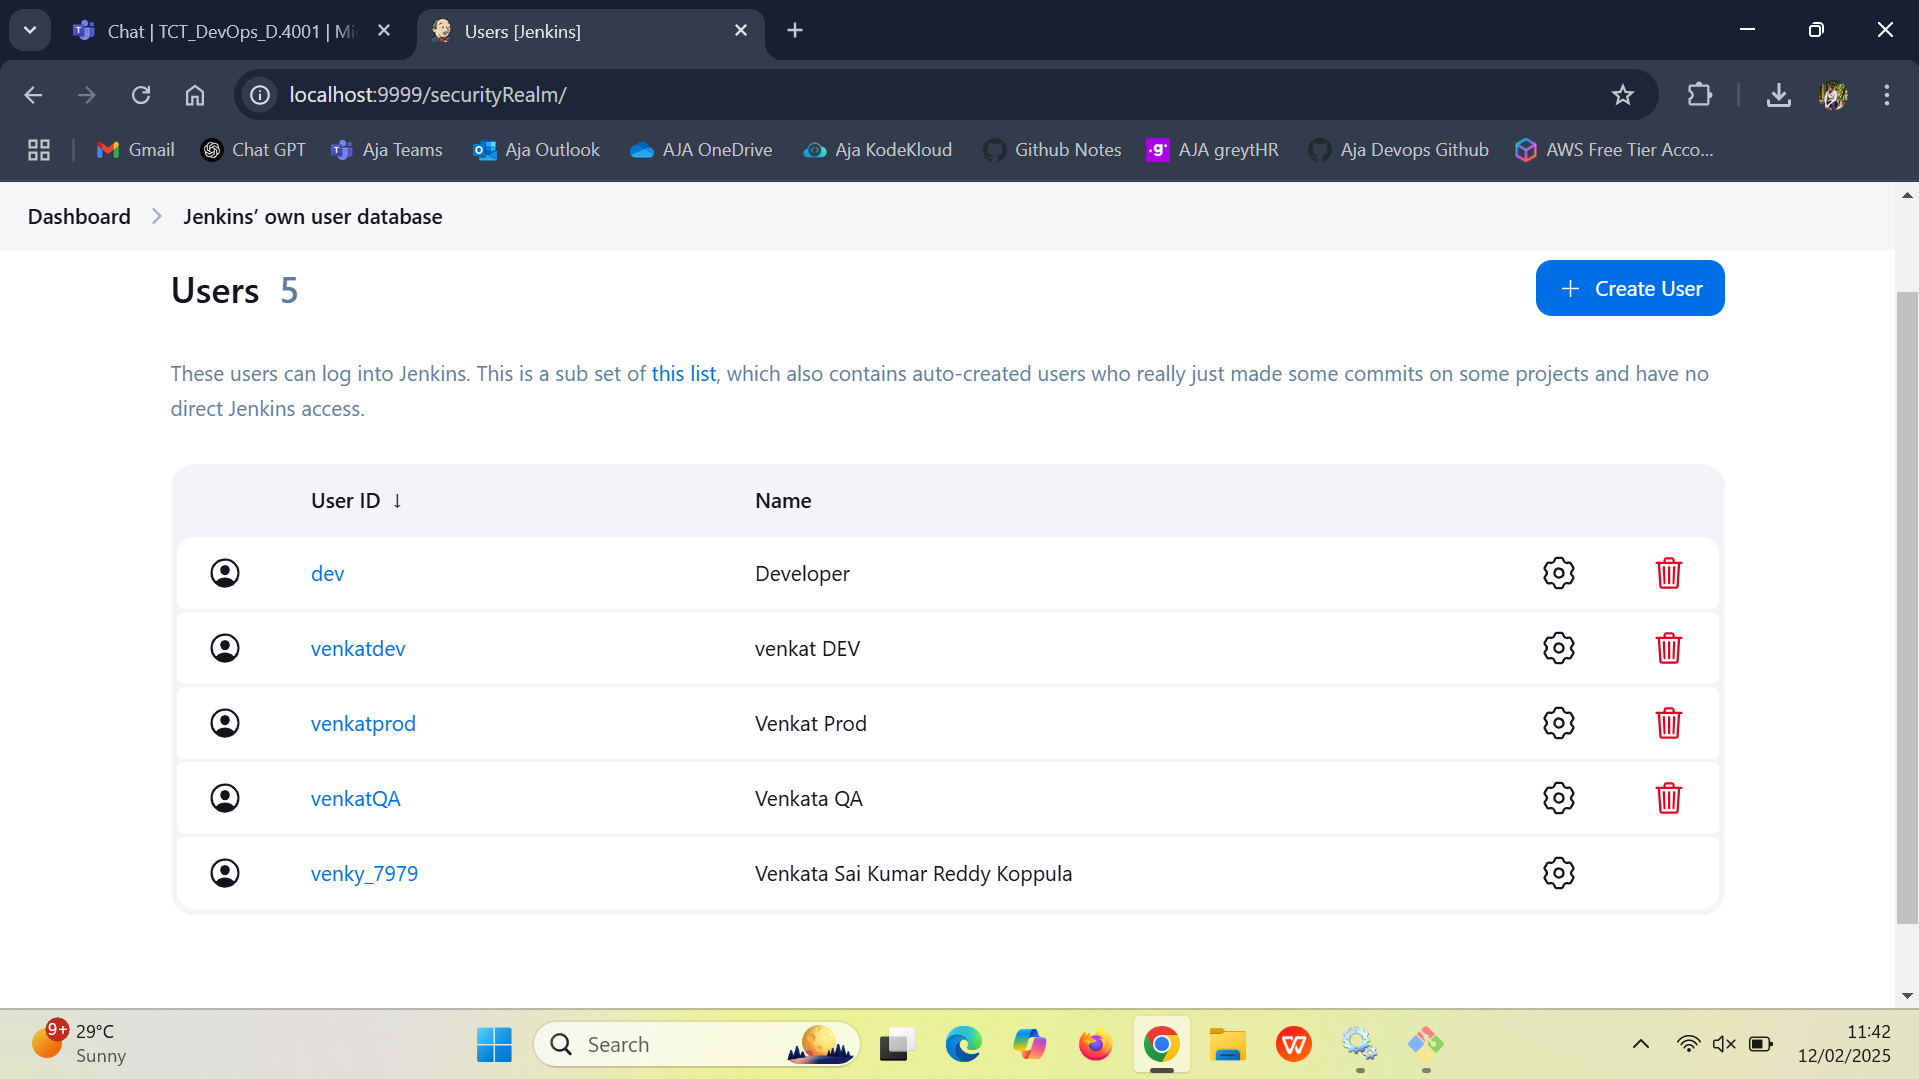 Chat | TCT_DevOps_D.4001 | Mi
Users [Jenkins]
localhost:9999/securityRealm/
Gmail
Chat GPT
Aja Teams
Aja Outlook
AJA OneDrive
Aja KodeKloud
Github Notes
.g
AJA greytHR
Aja Devops Github
AWS Free Tier Acco...
Dashboard
Jenkins’ own user database
Users 5
Create User
These users can log into Jenkins. This is a sub set of this list, which also contains auto-created users who really just made some commits on some projects and have no
direct Jenkins access.
User ID ↓ Name
dev Developer
venkatdev venkat DEV
venkatprod Venkat Prod
venkatQA Venkata QA
venky_7979 Venkata Sai Kumar Reddy Koppula
9+
29°C
Sunny
Search
11:42
12/02/2025